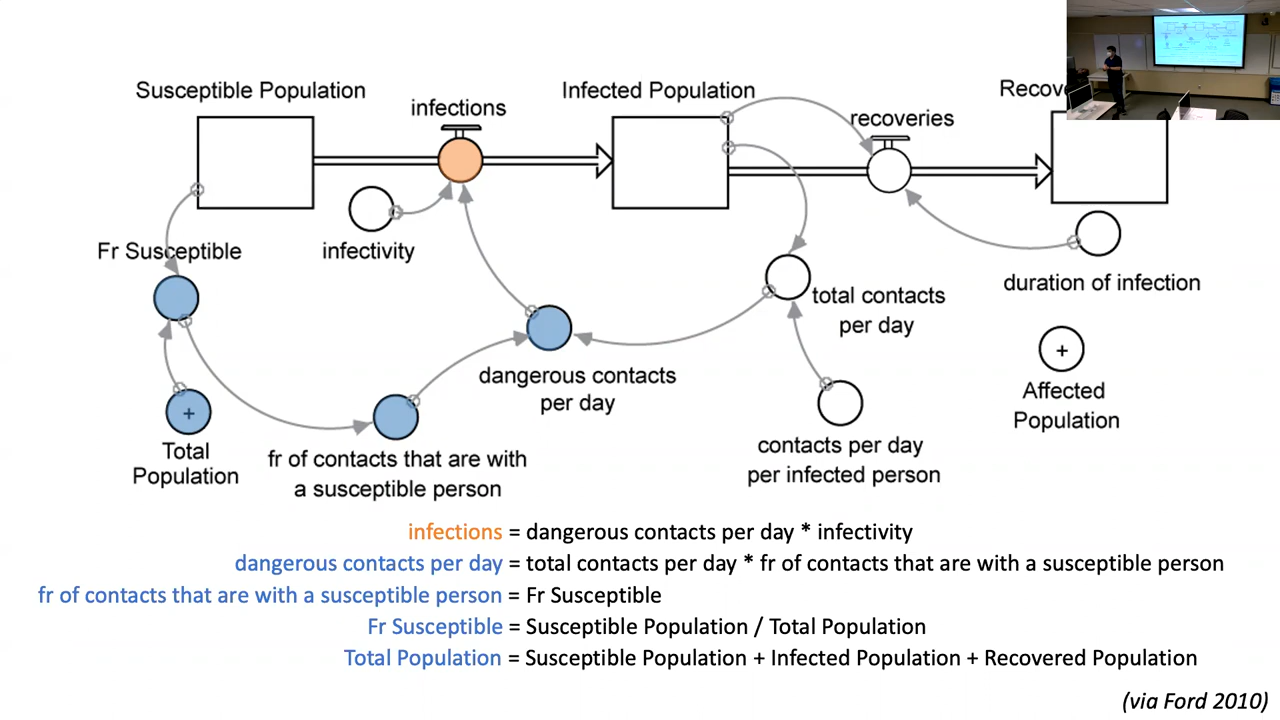 Susceptible Population
infections
Infected Population
recoveries
infectivity
Fr Susceptible
total contacts
per day
duration of infection
dangerous contacts
per day
+
Affected
Population
+
Total
Population
fr of contacts that are with
a susceptible person
contacts per day
per infected person
infections = dangerous contacts per day * infectivity
dangerous contacts per day = total contacts per day * fr of contacts that are with a susceptible person
fr of contacts that are with a susceptible person = Fr Susceptible
Fr Susceptible = Susceptible Population / Total Population
Total Population = Susceptible Population + Infected Population + Recovered Population
(via Ford 2010)